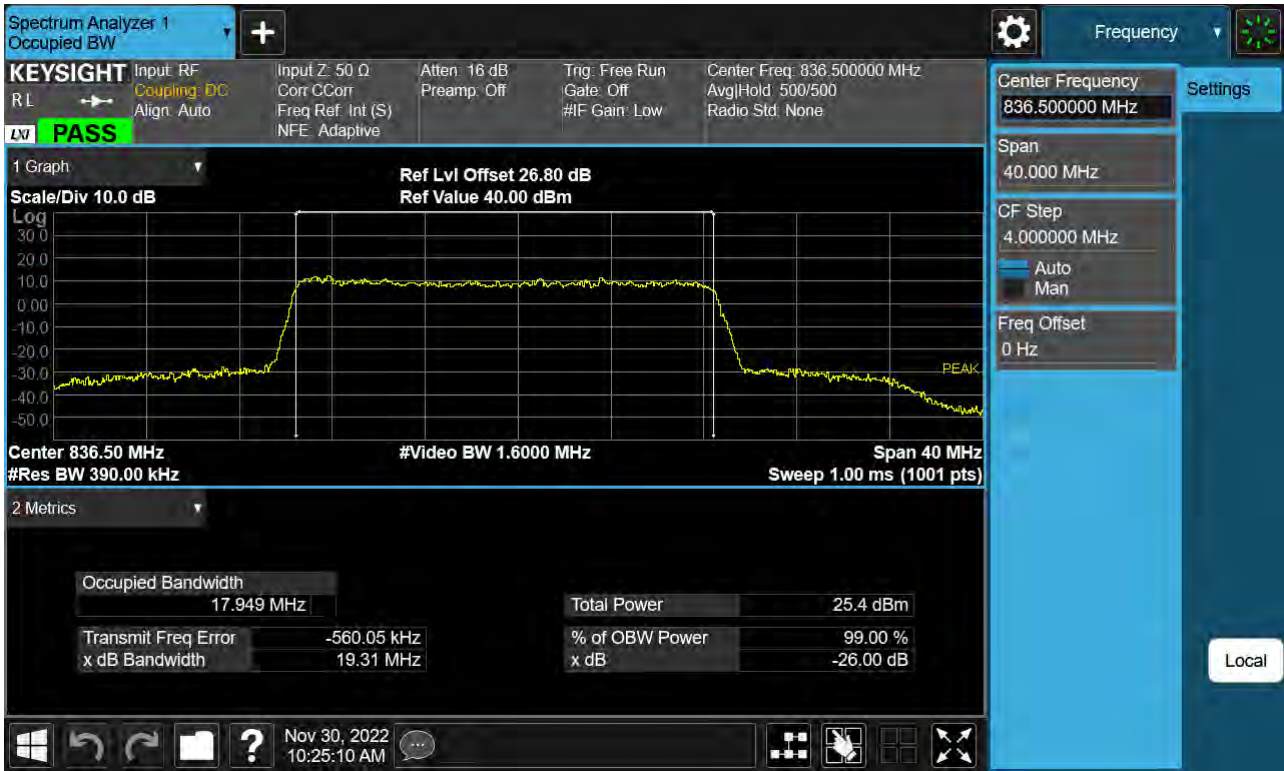 Spectrum Analyzer 1
Occupied BW
+
Frequency
KEYSIGHT
R L
LXI
PASS
Input: RF
Coupling: DC
Align: Auto
Input Z: 50 Ω
Corr CCorr
Freq Ref: Int (S)
NFE: Adaptive
Atten: 16 dB
Preamp: Off
Trig: Free Run
Gate: Off
#IF Gain: Low
Center Freq: 836.500000 MHz
Avg|Hold: 500/500
Radio Std: None
Center Frequency
836.500000 MHz
Settings
Span
40.000 MHz
CF Step
4.000000 MHz
Auto
Man
Freq Offset
0 Hz
Local
1 Graph
Scale/Div 10.0 dB
Ref Lvl Offset 26.80 dB
Ref Value 40.00 dBm
Log
30.0
20.0
10.0
0.00
-10.0
-20.0
-30.0
-40.0
-50.0
PEAK
Center 836.50 MHz
#Video BW 1.6000 MHz
Span 40 MHz
#Res BW 390.00 kHz
Sweep 1.00 ms (1001 pts)
2 Metrics
Occupied Bandwidth
17.949 MHz
Total Power 25.4 dBm
Transmit Freq Error -560.05 kHz
% of OBW Power 99.00 %
x dB Bandwidth 19.31 MHz
x dB -26.00 dB
?
Nov 30, 2022
10:25:10 AM